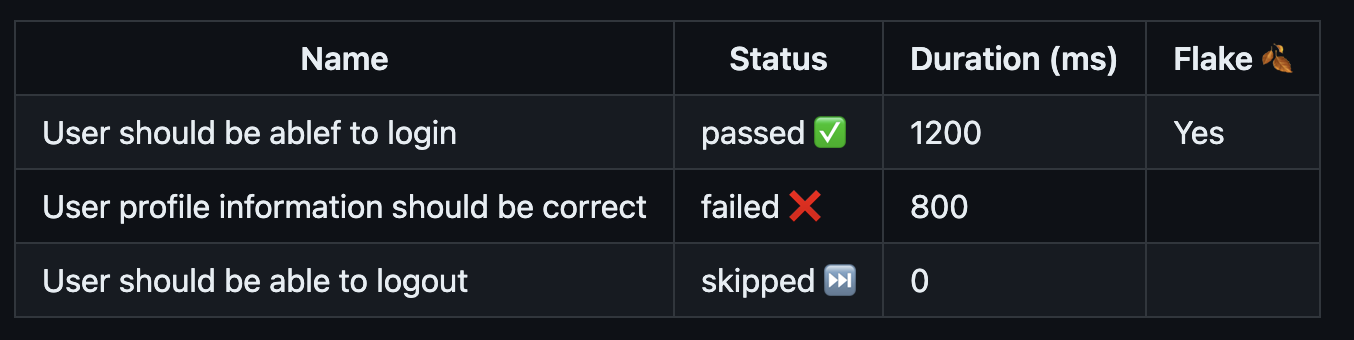 Name Status Duration (ms) Flake 🍂
User should be ablef to login passed ✅ 1200 Yes
User profile information should be correct failed ❌ 800
User should be able to logout skipped ⏭️ 0